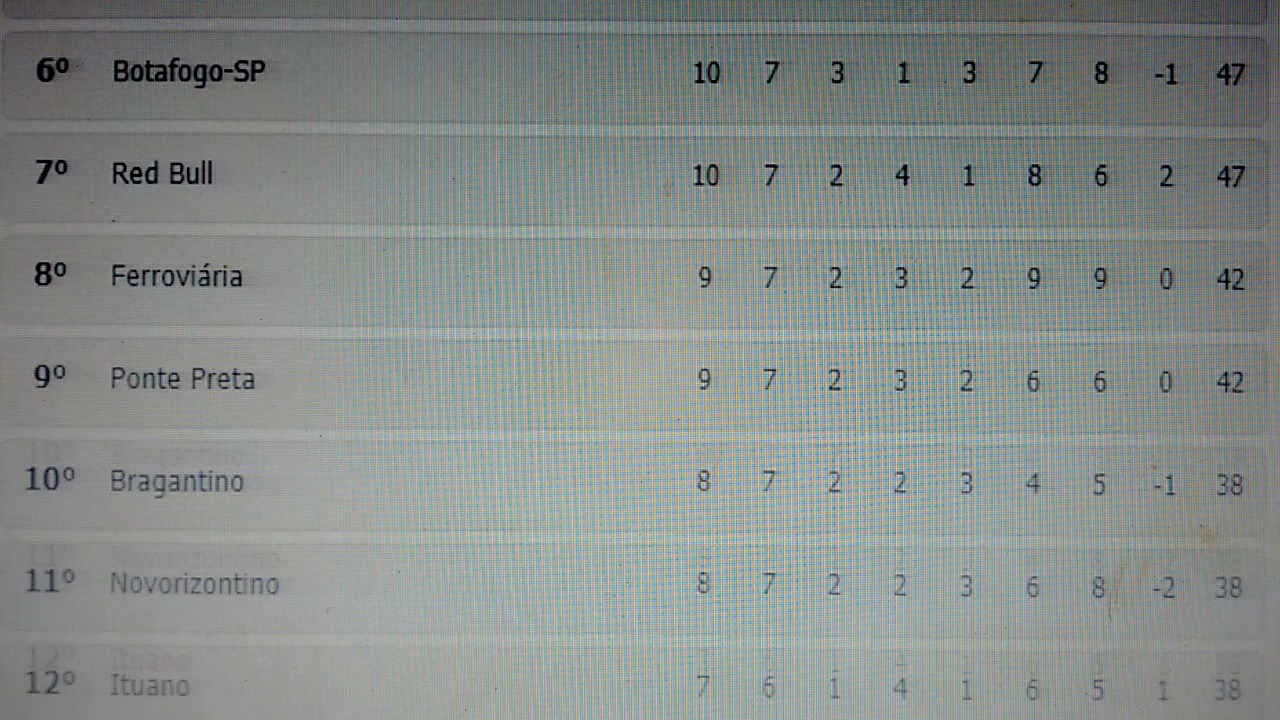 6º Botafogo-SP 10 7 3 1 3 7 8 -1 47
7º Red Bull 10 7 2 4 1 8 6 2 47
8º Ferroviária 9 7 2 3 2 9 9 0 42
9º Ponte Preta 9 7 2 3 2 6 6 0 42
10º Bragantino 8 7 2 2 3 4 5 -1 38
11º Novorizontino 8 7 2 2 3 6 8 -2 38
12º Ituano 7 6 1 4 1 6 5 1 38